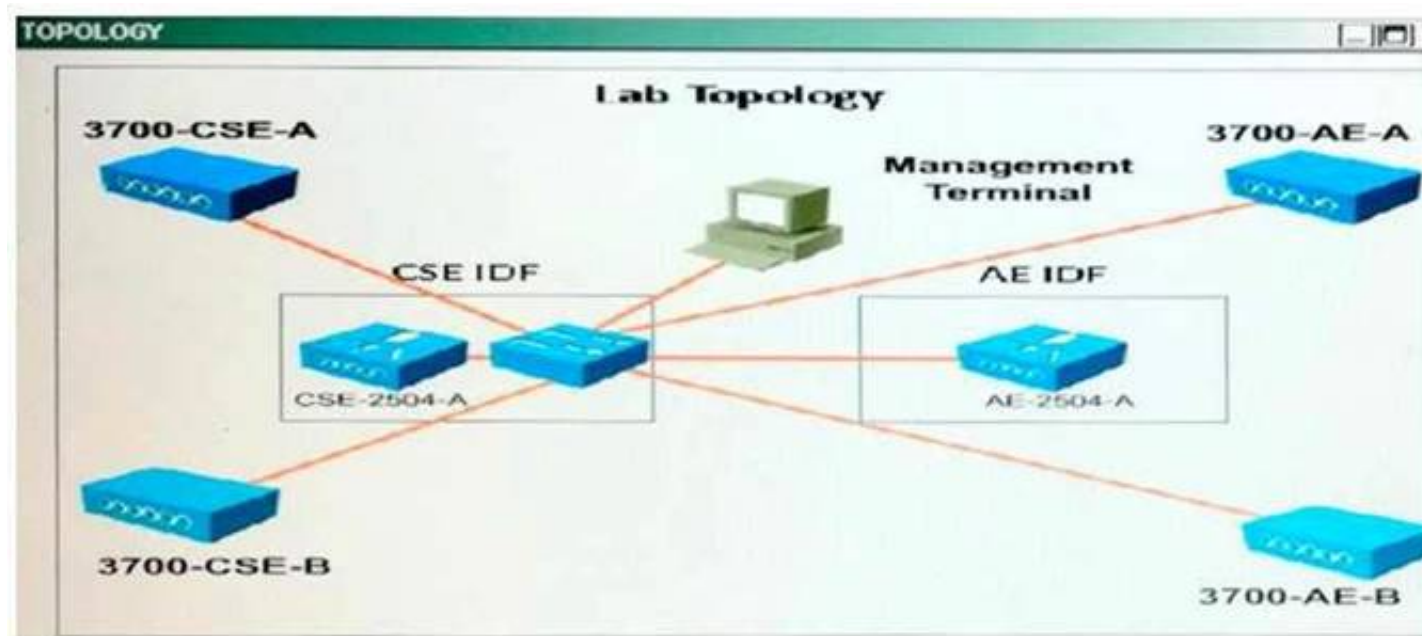 TOPOLOGY
Lab Topology
3700-CSE-A
3700-AE-A
Management
Terminal
CSE IDF
AE IDF
CSE-2504-A
AE-2504-A
3700-CSE-B
3700-AE-B